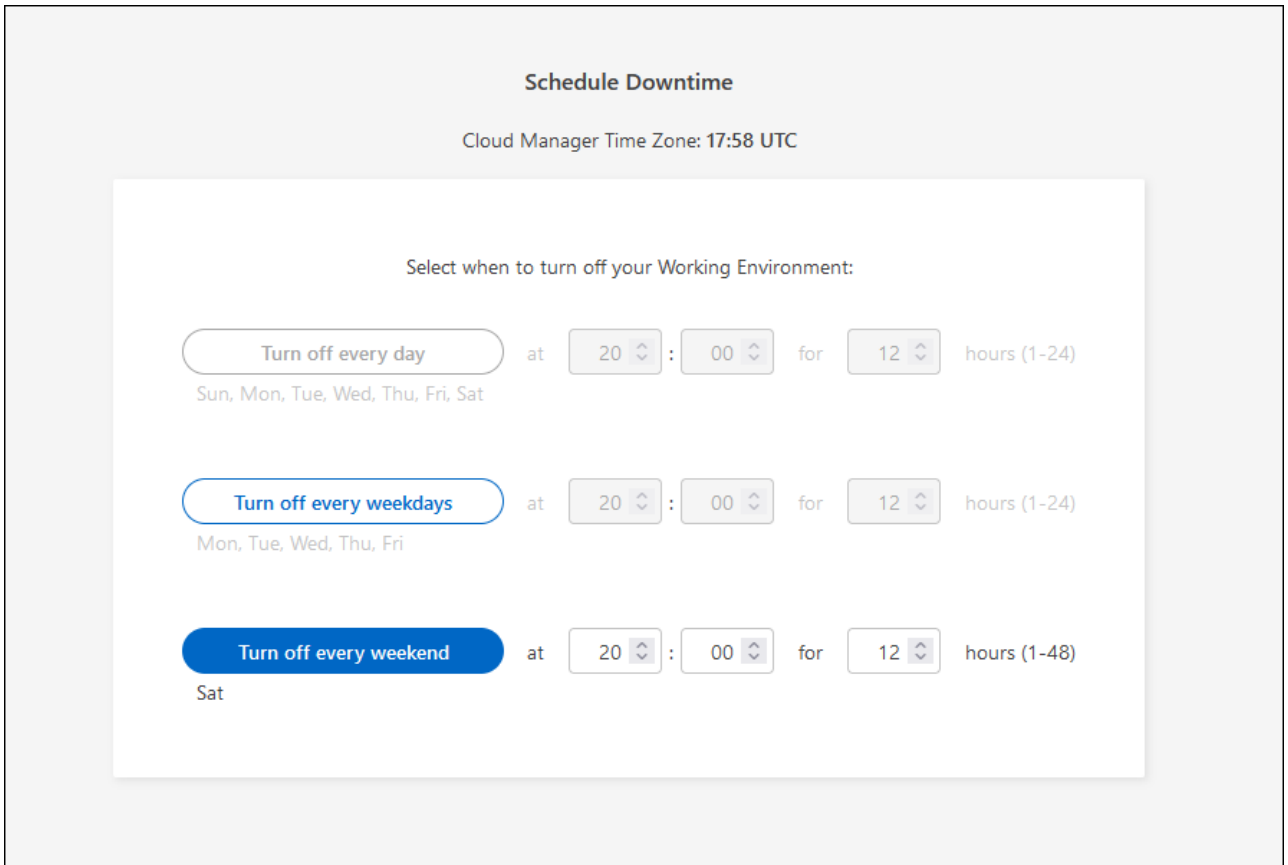 Schedule Downtime
Cloud Manager Time Zone: 17:58 UTC
Select when to turn off your Working Environment:
Turn off every day at 20 : 00 for 12 hours (1-24)
Sun, Mon, Tue, Wed, Thu, Fri, Sat
Turn off every weekdays at 20 : 00 for 12 hours (1-24)
Mon, Tue, Wed, Thu, Fri
Turn off every weekend at 20 : 00 for 12 hours (1-48)
Sat